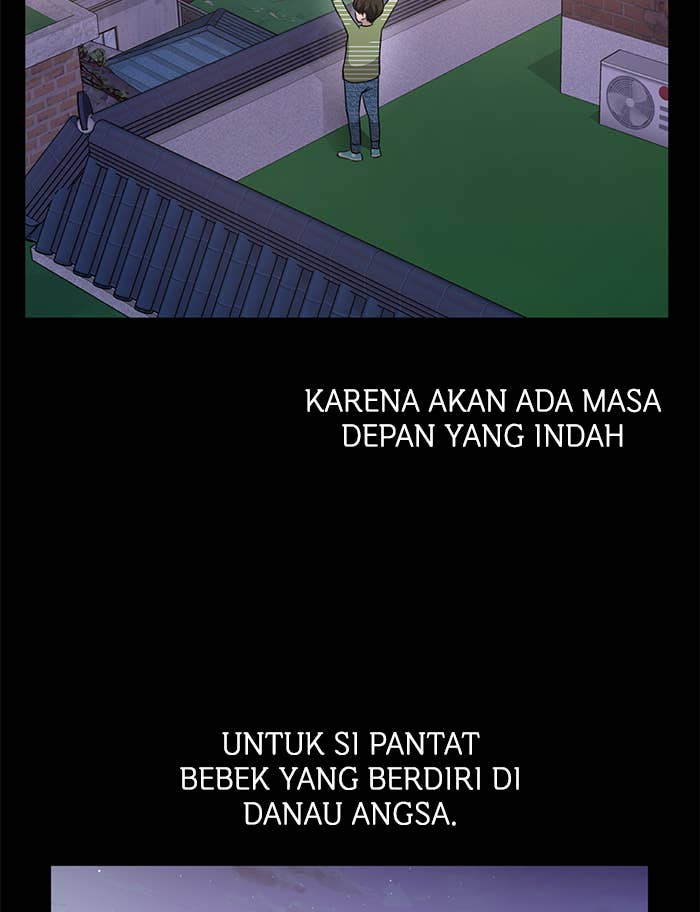 KARENA AKAN ADA MASA
DEPAN YANG INDAH
UNTUK SI PANTAT
BEBEK YANG BERDIRI DI
DANAU ANGSA.